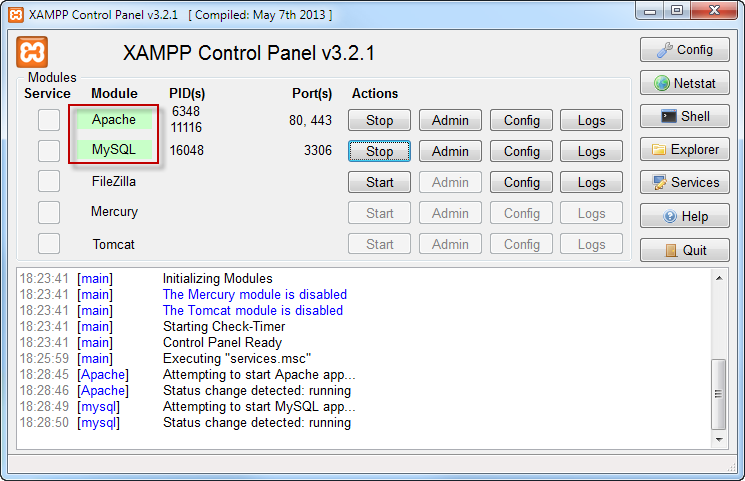 XAMPP Control Panel v3.2.1 [ Compiled: May 7th 2013 ]
XAMPP Control Panel v3.2.1
Config
Modules
Service Module PID(s) Port(s) Actions
Netstat
Apache 6348 11116 80, 443 Stop Admin Config Logs
Shell
MySQL 16048 3306 Stop Admin Config Logs
Explorer
FileZilla Start Admin Config Logs
Services
Mercury Start Admin Config Logs
Help
Tomcat Start Admin Config Logs
Quit
18:23:41 [main] Initializing Modules
18:23:41 [main] The Mercury module is disabled
18:23:41 [main] The Tomcat module is disabled
18:23:41 [main] Starting Check-Timer
18:23:41 [main] Control Panel Ready
18:25:59 [main] Executing "services.msc"
18:28:45 [Apache] Attempting to start Apache app...
18:28:46 [Apache] Status change detected: running
18:28:49 [mysql] Attempting to start MySQL app...
18:28:50 [mysql] Status change detected: running